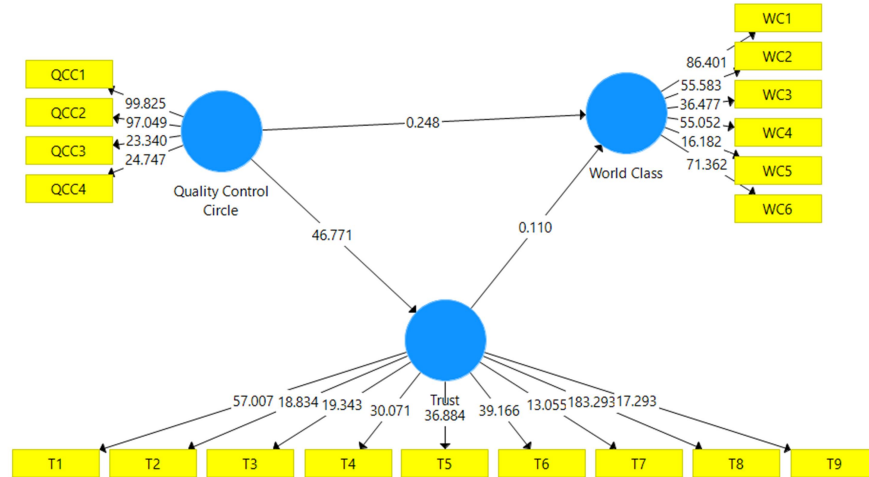 WC1
QCC1
86.401
WC2
99.825
55.583
QCC2
97.049
36.477
WC3
0.248
23.340
55.052
WC4
QCC3
24.747
16.182
QCC4
71.362
WC5
World Class
Quality Control
Circle
WC6
46.771
0.110
57.007 18.834 19.343 30.071 Trust 39.166 13.055 183.293 17.293
36.884
T1 T2 T3 T4 T5 T6 T7 T8 T9